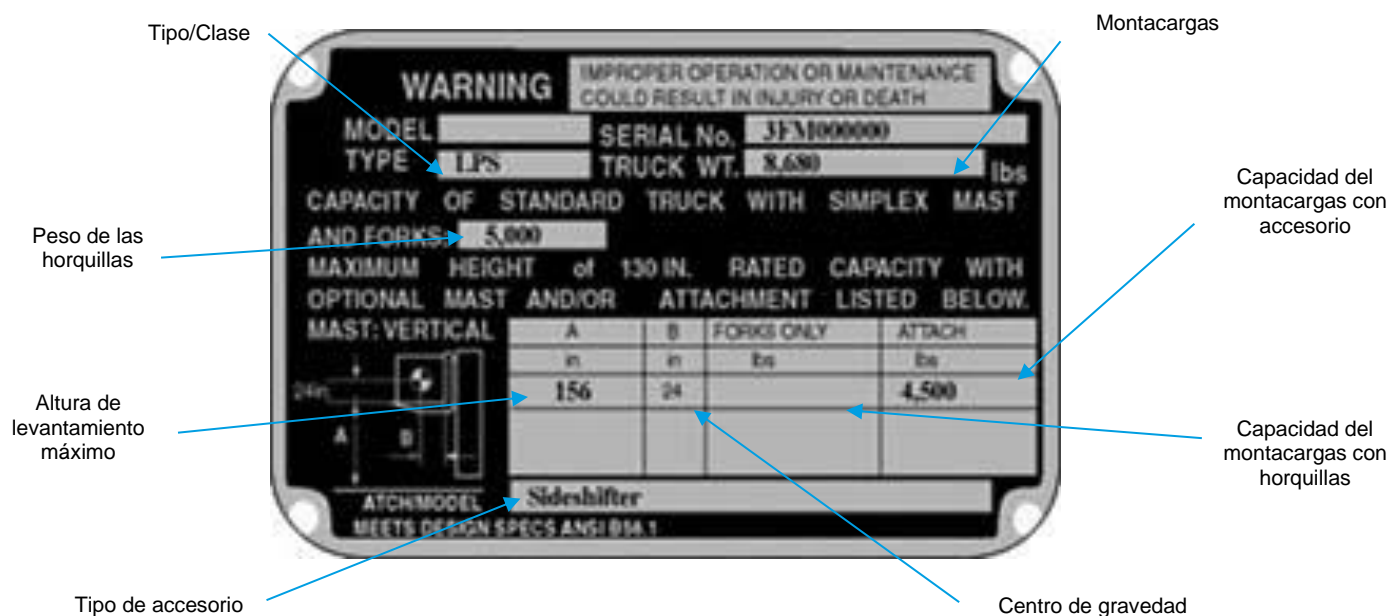 Tipo/Clase
Montacargas
WARNING
IMPROPER OPERATION OR MAINTENANCE
COULD RESULT IN INJURY OR DEATH
MODEL
SERIAL No. 3FM000000
TYPE LPS
TRUCK WT. 8,680 lbs
CAPACITY OF STANDARD TRUCK WITH SIMPLEX MAST
AND FORKS: 5,000
MAXIMUM HEIGHT of 130 IN. RATED CAPACITY WITH
OPTIONAL MAST AND/OR ATTACHMENT LISTED BELOW.
MAST: VERTICAL
A B FORKS ONLY ATTACH
in in lbs lbs
156 24 4,500
24in
A B
ATCH/MODEL Sideshifter
MEETS DESIGN SPECS ANSI B56.1
Peso de las
horquillas
Altura de
levantamiento
máximo
Tipo de accesorio
Capacidad del
montacargas con
accesorio
Capacidad del
montacargas con
horquillas
Centro de gravedad